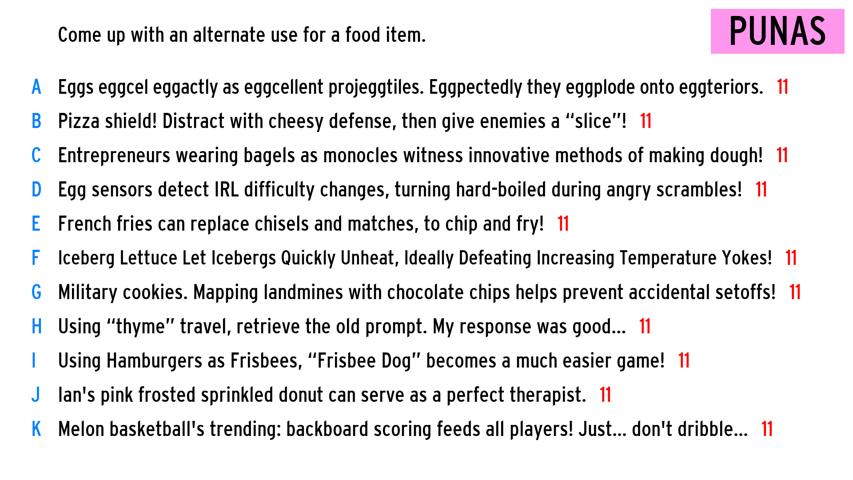 Come up with an alternate use for a food item.
PUNAS
A Eggs eggcel eggactly as eggcellent projeggtiles. Eggpectedly they eggplode onto eggteriors. 11
B Pizza shield! Distract with cheesy defense, then give enemies a “slice”! 11
C Entrepreneurs wearing bagels as monocles witness innovative methods of making dough! 11
D Egg sensors detect IRL difficulty changes, turning hard-boiled during angry scrambles! 11
E French fries can replace chisels and matches, to chip and fry! 11
F Iceberg Lettuce Let Icebergs Quickly Unheat, Ideally Defeating Increasing Temperature Yokes! 11
G Military cookies. Mapping landmines with chocolate chips helps prevent accidental setoffs! 11
H Using “thyme” travel, retrieve the old prompt. My response was good... 11
I Using Hamburgers as Frisbees, “Frisbee Dog” becomes a much easier game! 11
J Ian's pink frosted sprinkled donut can serve as a perfect therapist. 11
K Melon basketball's trending: backboard scoring feeds all players! Just... don't dribble... 11